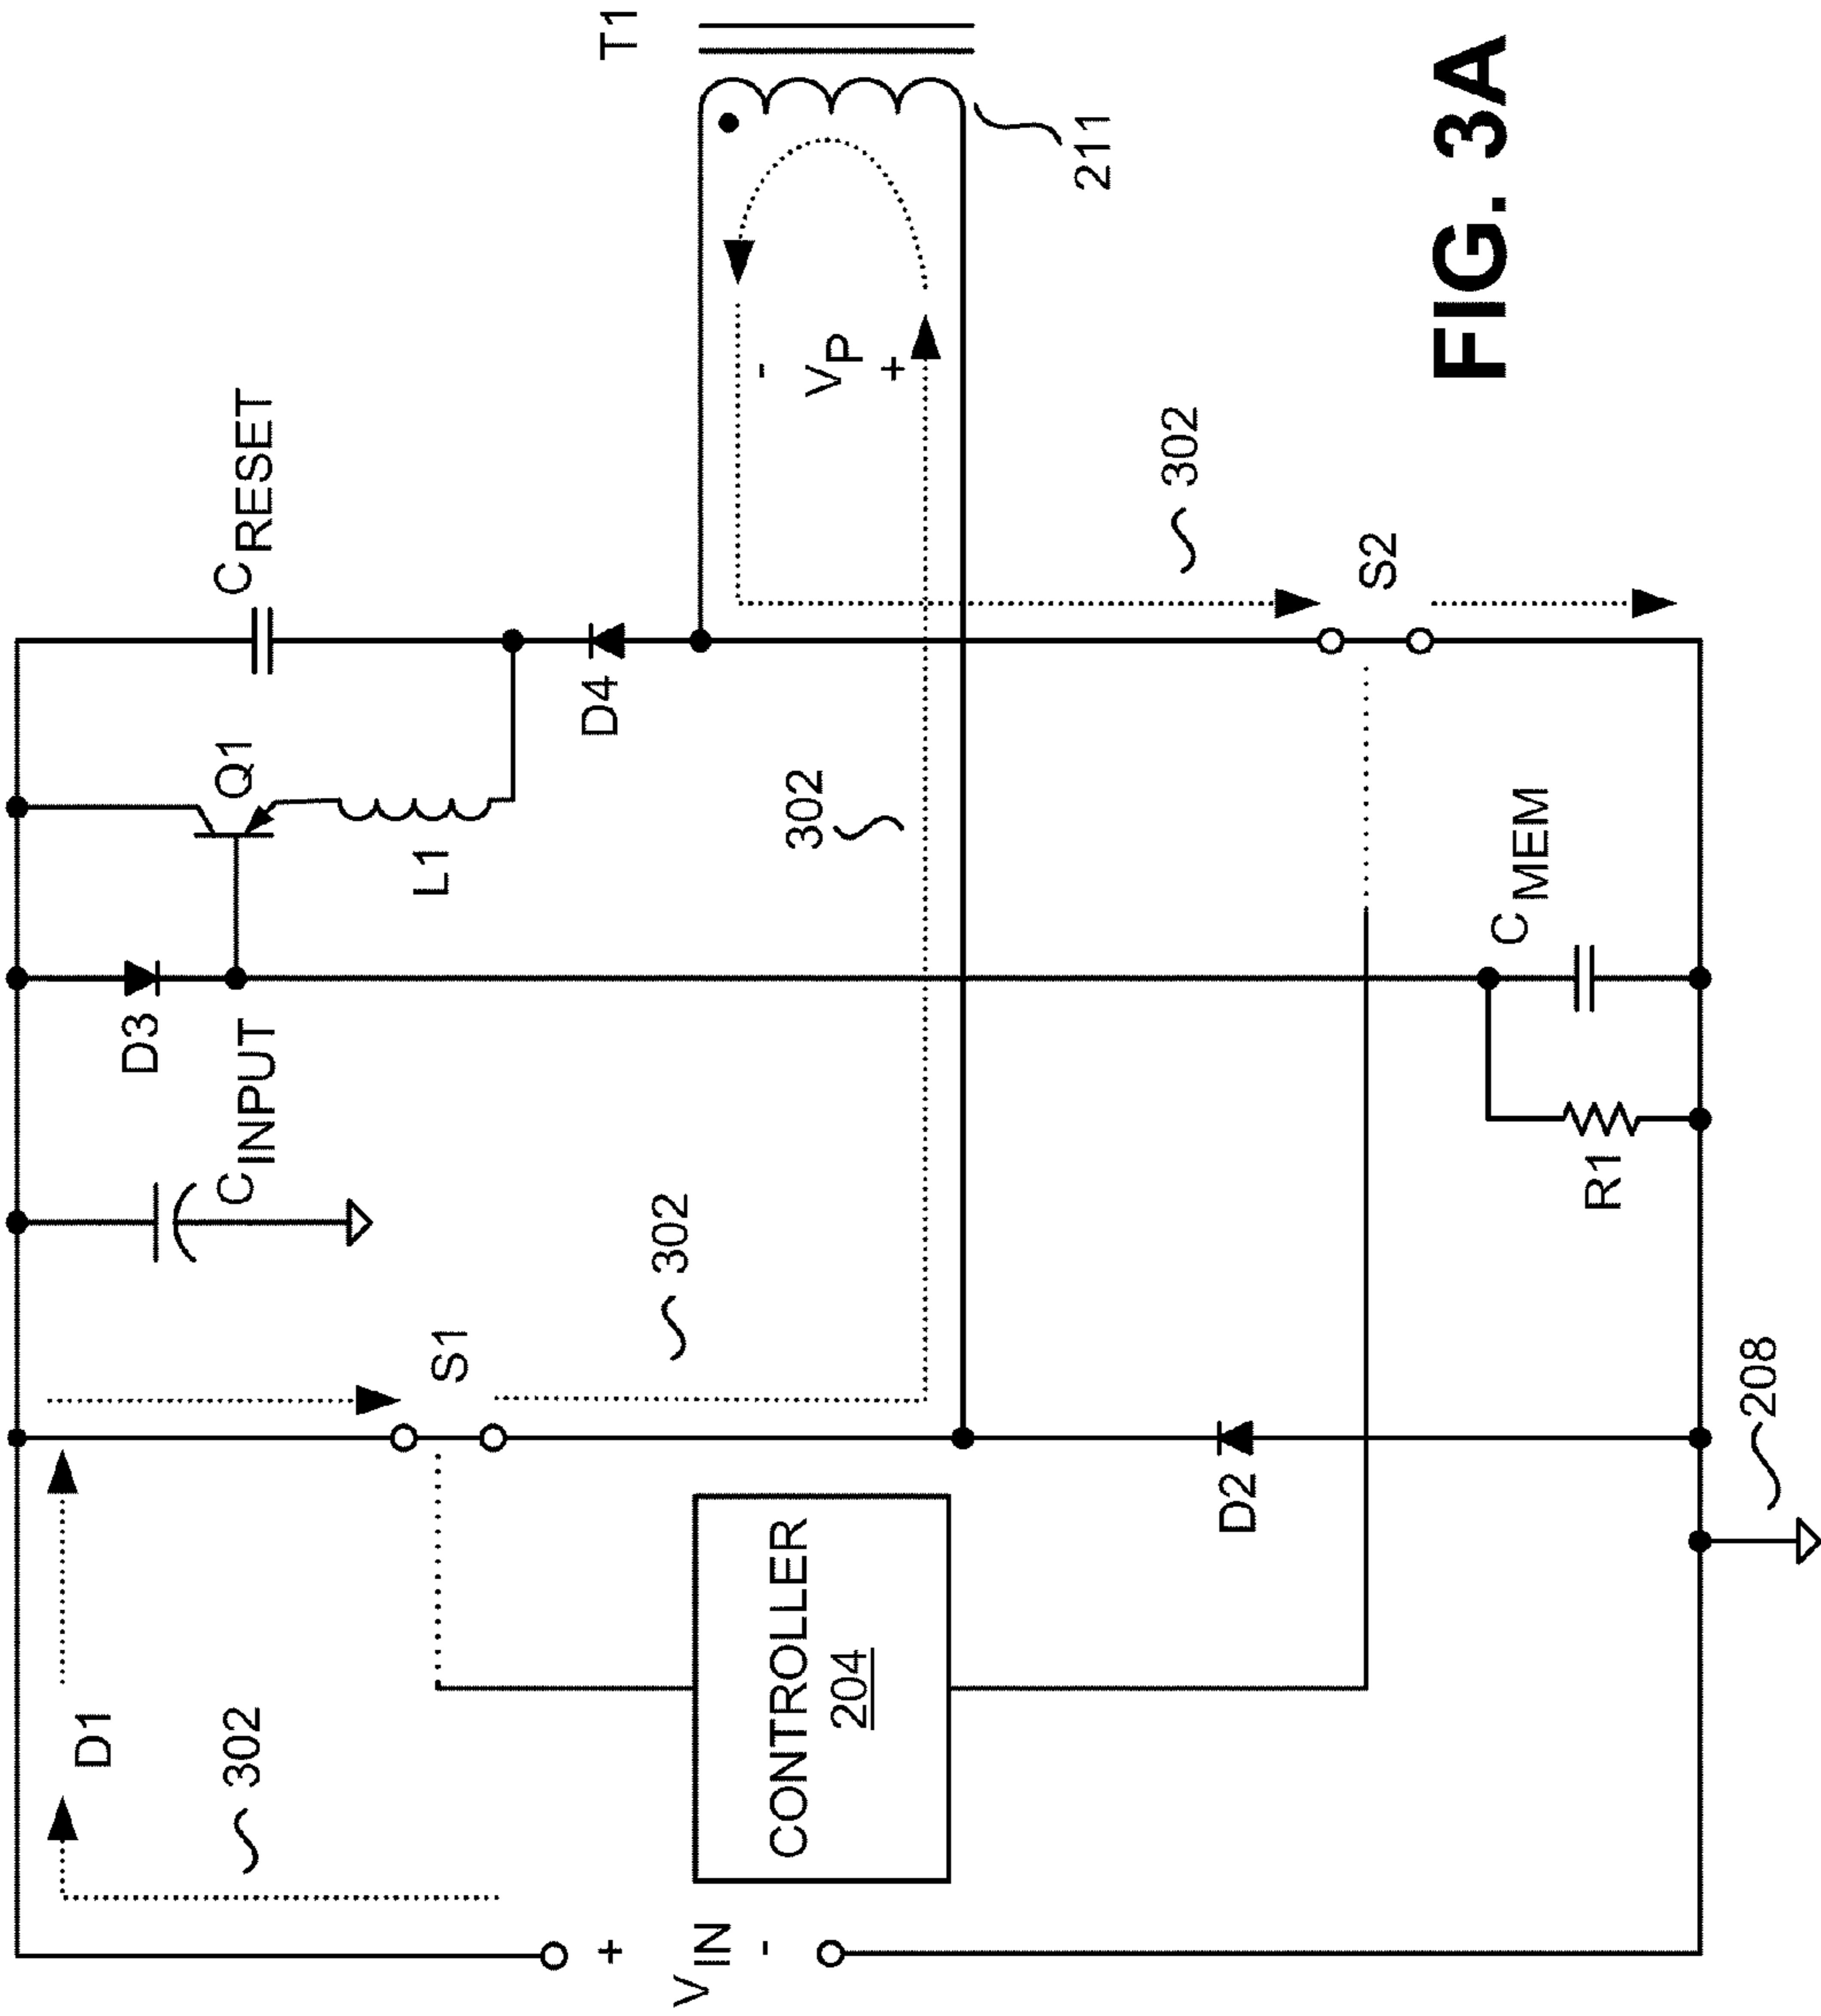 D1
302
+
V_IN
-
CONTROLLER
204
S1
302
C_INPUT
D3
Q1
L1
C_RESET
D4
302
T1
-
V_P
+
211
302
S2
D2
R1
C_MEM
208
FIG. 3A